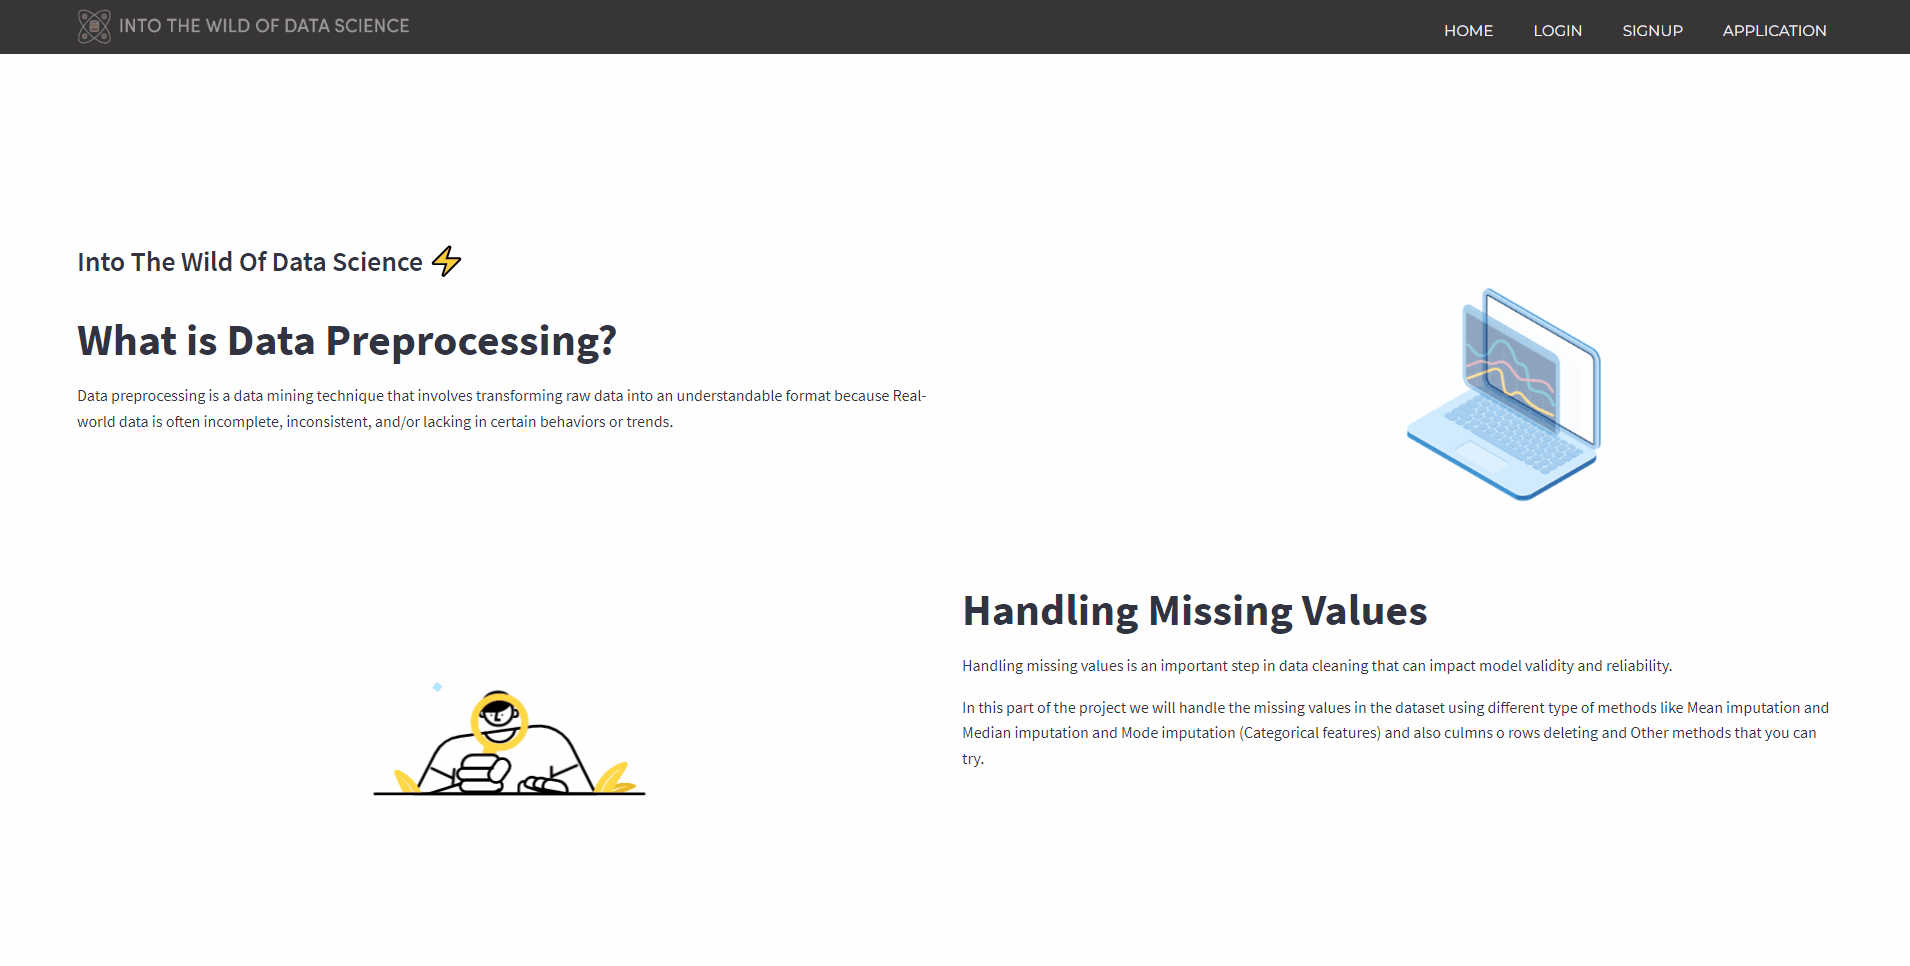 INTO THE WILD OF DATA SCIENCE
HOME LOGIN SIGNUP APPLICATION
Into The Wild Of Data Science ⚡
What is Data Preprocessing?
Data preprocessing is a data mining technique that involves transforming raw data into an understandable format because Real-
world data is often incomplete, inconsistent, and/or lacking in certain behaviors or trends.
Handling Missing Values
Handling missing values is an important step in data cleaning that can impact model validity and reliability.
In this part of the project we will handle the missing values in the dataset using different type of methods like Mean imputation and
Median imputation and Mode imputation (Categorical features) and also culmns o rows deleting and Other methods that you can
try.